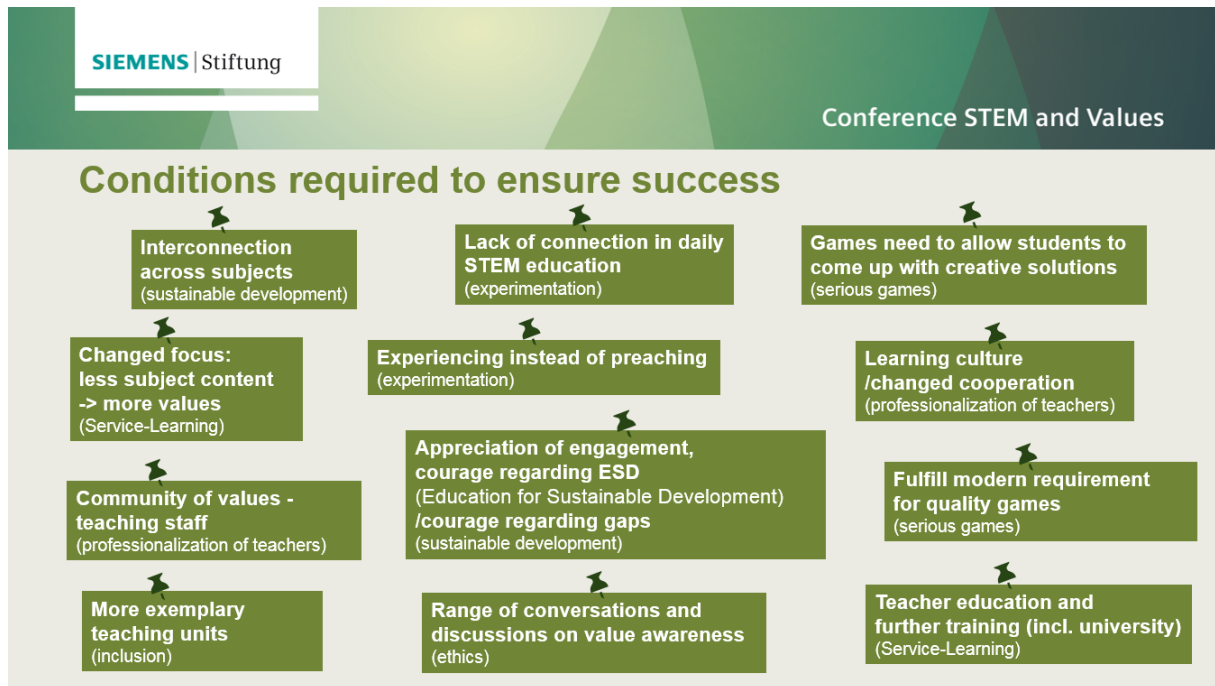 SIEMENS | Stiftung
Conference STEM and Values
Conditions required to ensure success
Interconnection
across subjects
(sustainable development)
Lack of connection in daily
STEM education
(experimentation)
Games need to allow students to
come up with creative solutions
(serious games)
Changed focus:
less subject content
-> more values
(Service-Learning)
Experiencing instead of preaching
(experimentation)
Learning culture
/changed cooperation
(professionalization of teachers)
Community of values -
teaching staff
(professionalization of teachers)
Appreciation of engagement,
courage regarding ESD
(Education for Sustainable Development)
/courage regarding gaps
(sustainable development)
Fulfill modern requirement
for quality games
(serious games)
More exemplary
teaching units
(inclusion)
Range of conversations and
discussions on value awareness
(ethics)
Teacher education and
further training (incl. university)
(Service-Learning)